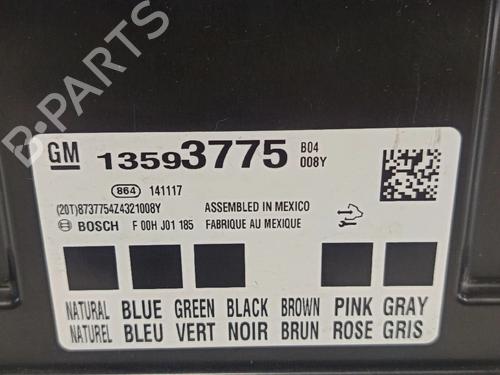 B-PARTS
GM 13593775 B04 008Y
864 141117
(20T)8737754Z4321008Y ASSEMBLED IN MEXICO
BOSCH F 00H J01 185 FABRIQUE AU MEXIQUE
NATURAL BLUE GREEN BLACK BROWN PINK GRAY
NATUREL BLEU VERT NOIR BRUN ROSE GRIS